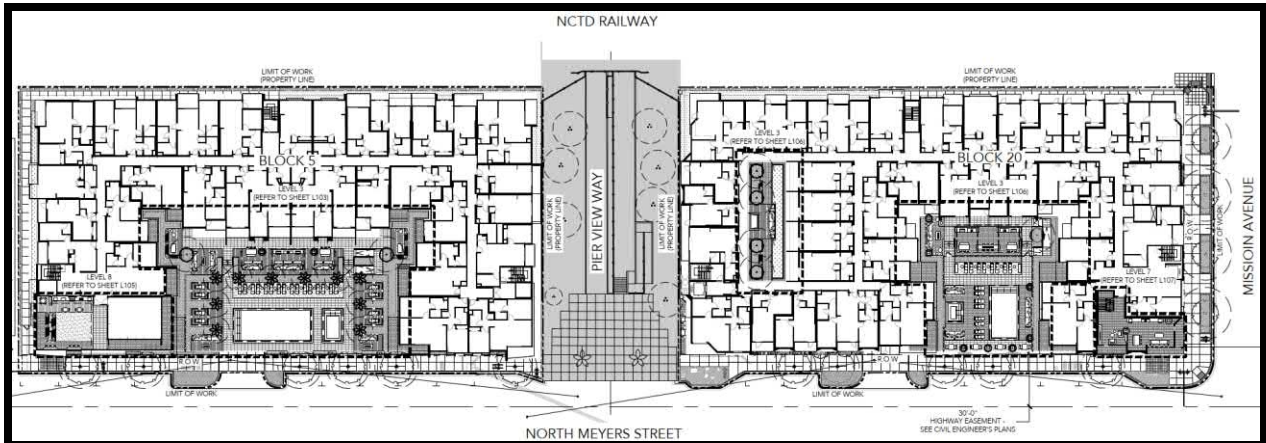 NCTD RAILWAY
LIMIT OF WORK
(PROPERTY LINE)
LIMIT OF WORK
(PROPERTY LINE)
BLOCK 5
LEVEL 3
(REFER TO SHEET L103)
LEVEL 8
(REFER TO SHEET L105)
LIMIT OF WORK
(PROPERTY LINE)
PIER VIEW WAY
LIMIT OF WORK
(PROPERTY LINE)
LEVEL 3
(REFER TO SHEET L106)
BLOCK 20
LEVEL 3
(REFER TO SHEET L106)
LEVEL 7
(REFER TO SHEET L107)
R.O.W
LIMIT OF WORK
MISSION AVENUE
R.O.W
R.O.W
LIMIT OF WORK
LIMIT OF WORK
30'-0"
HIGHWAY EASEMENT -
SEE CIVIL ENGINEER'S PLANS
NORTH MEYERS STREET